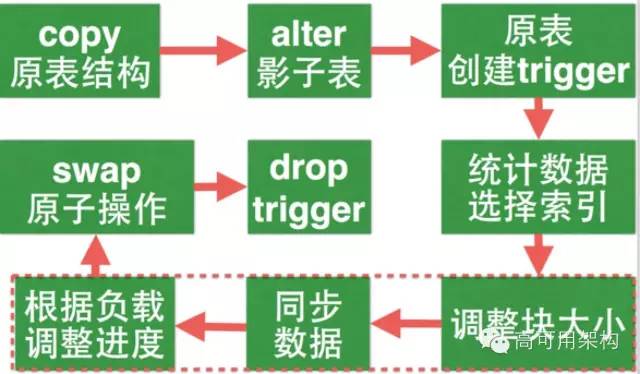 copy
原表结构
alter
影子表
原表
创建trigger
统计数据
选择索引
调整块大小
同步
数据
根据负载
调整进度
swap
原子操作
drop
trigger
高可用架构